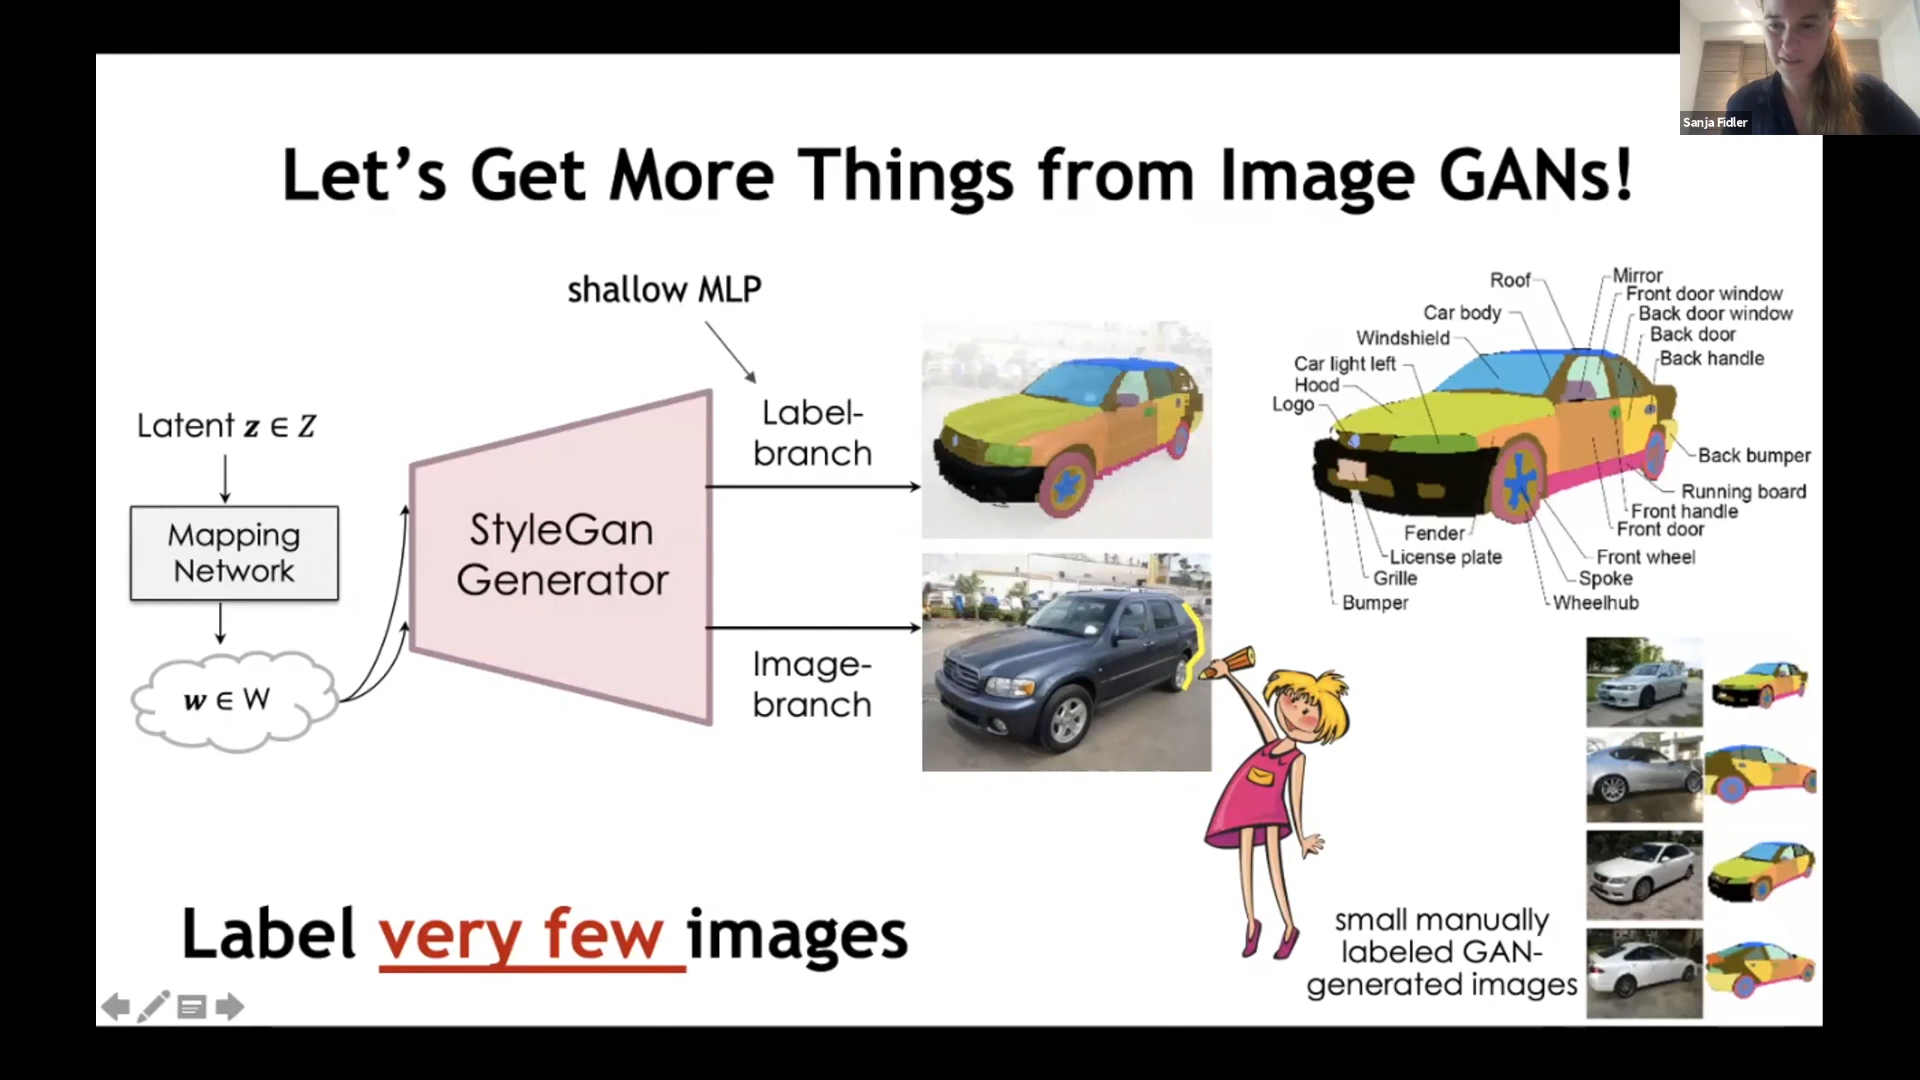 Sanja Fidler
Let's Get More Things from Image GANs!
shallow MLP
Latent z ∈ Z
Mapping
Network
w ∈ W
StyleGan
Generator
Label-
branch
Image-
branch
Roof
Mirror
Front door window
Car body
Back door window
Windshield
Back door
Car light left
Back handle
Hood
Logo
Back bumper
Running board
Front handle
Fender
Front door
License plate
Front wheel
Grille
Spoke
Bumper
Wheelhub
small manually
labeled GAN-
generated images
Label very few images